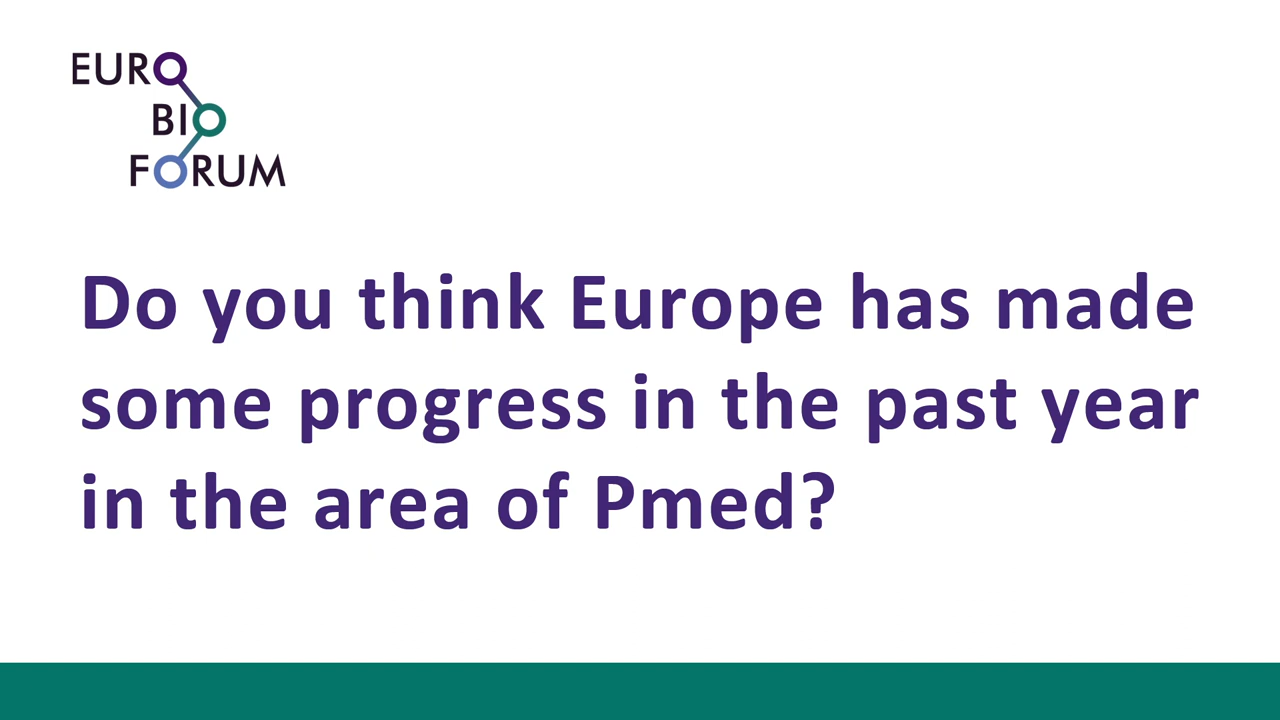 EURO
BIO
FORUM
Do you think Europe has made
some progress in the past year
in the area of Pmed?